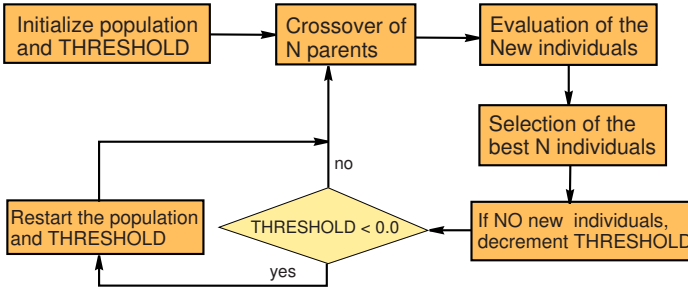 Initialize population
and THRESHOLD
Crossover of
N parents
Evaluation of the
New individuals
Selection of the
best N individuals
If NO new individuals,
decrement THRESHOLD
THRESHOLD < 0.0
no
yes
Restart the population
and THRESHOLD